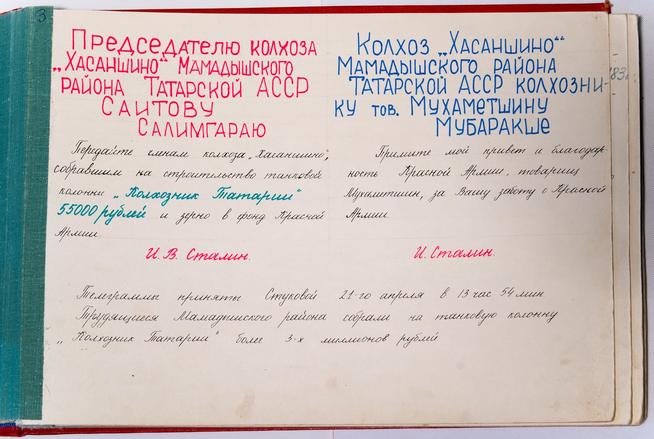 3
Председателю колхоза
„Хасаншино“ Мамадышского
района Татарской АССР
Саитову
Салимгараю
Передайте членам колхоза „Хасаншино“,
собравшим на строительство танковой
колонны „Колхозник Татарии“
55000 рублей и зерно в фонд Красной
Армии.
И. В. Сталин.
Колхоз „Хасаншино“
Мамадышского района
Татарской АССР колхозни-
ку тов. Мухаметшину
Мубаракше
Примите мой привет и благодар-
ность Красной Армии, товарищ
Мухаметшин, за Вашу заботу о Красной
Армии.
И. Сталин.
Телеграммы приняты Стуковой 21-го апреля в 13 час 54 мин
Трудящиеся Мамадышского района собрали на танковую колонну
„Колхозник Татарии“ более 3-х миллионов рублей